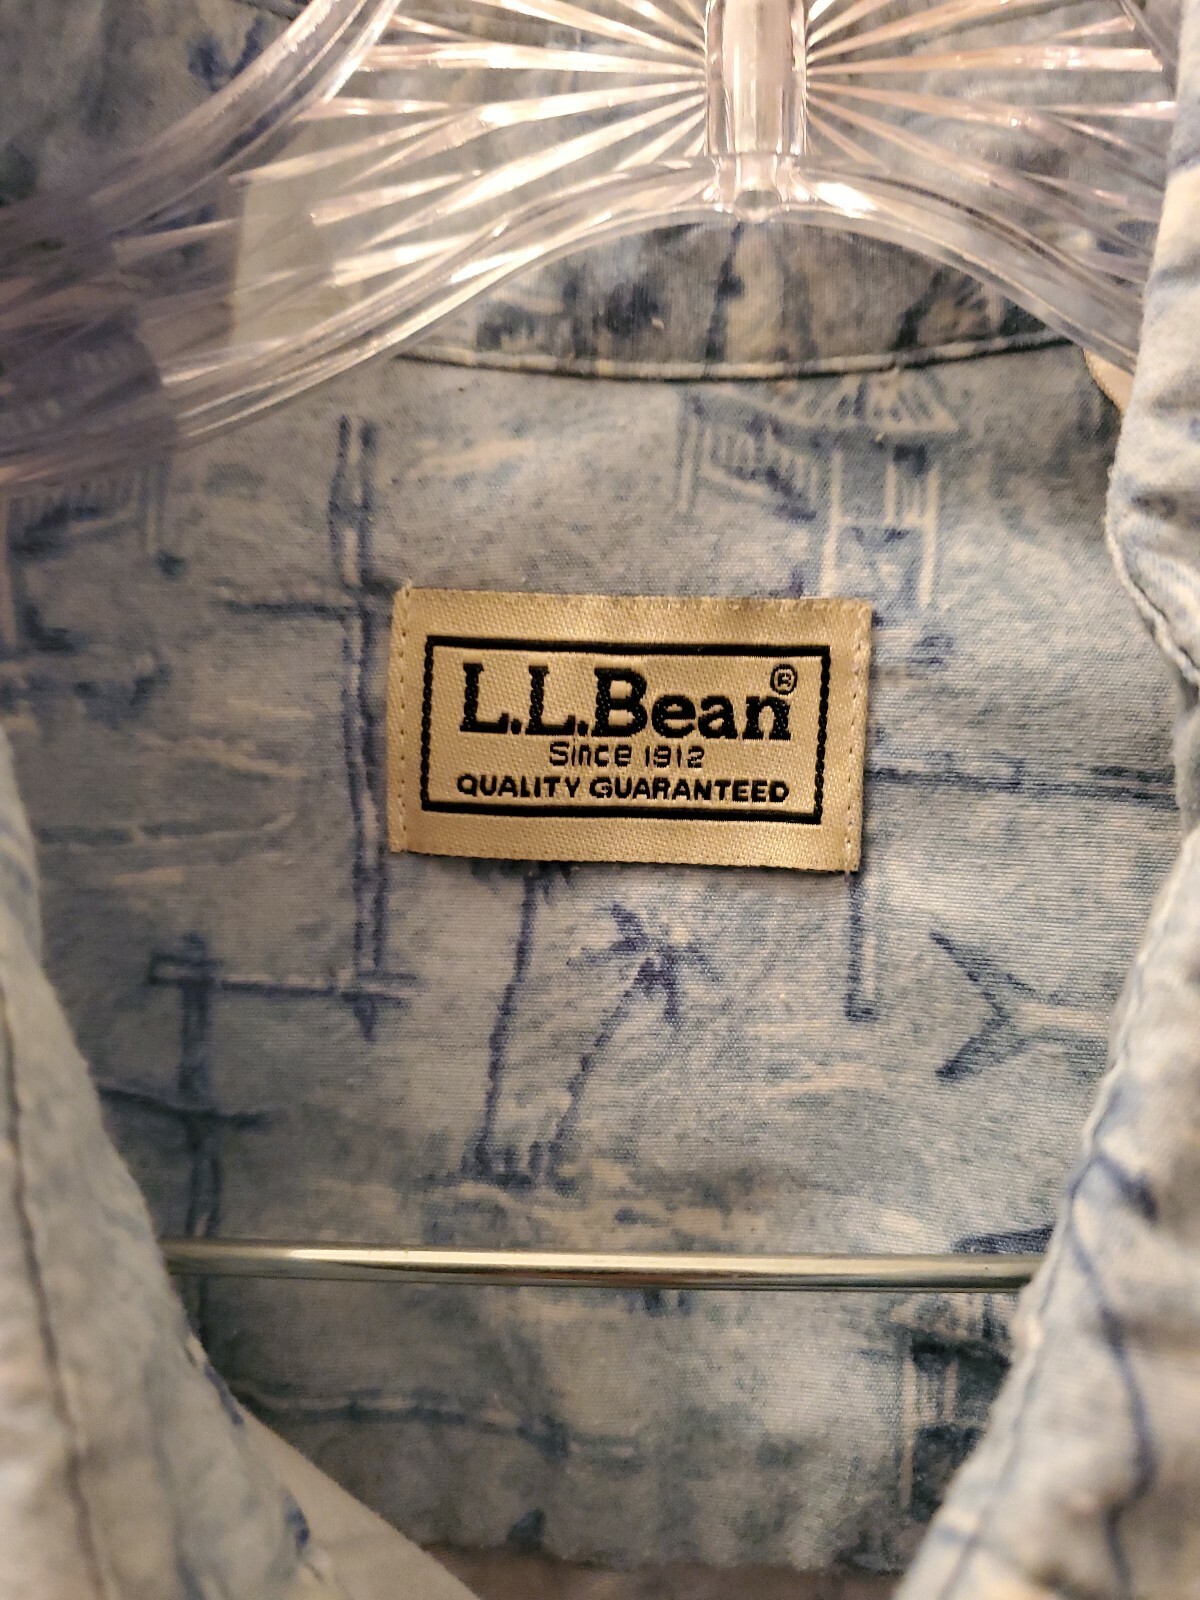 L.L.Bean®
Since 1912
QUALITY GUARANTEED